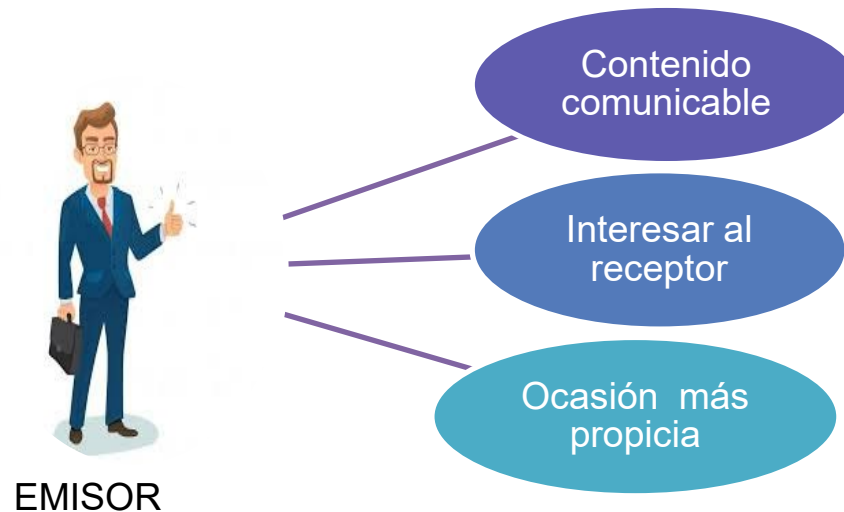 Contenido
comunicable
Interesar al
receptor
Ocasión más
propicia
EMISOR